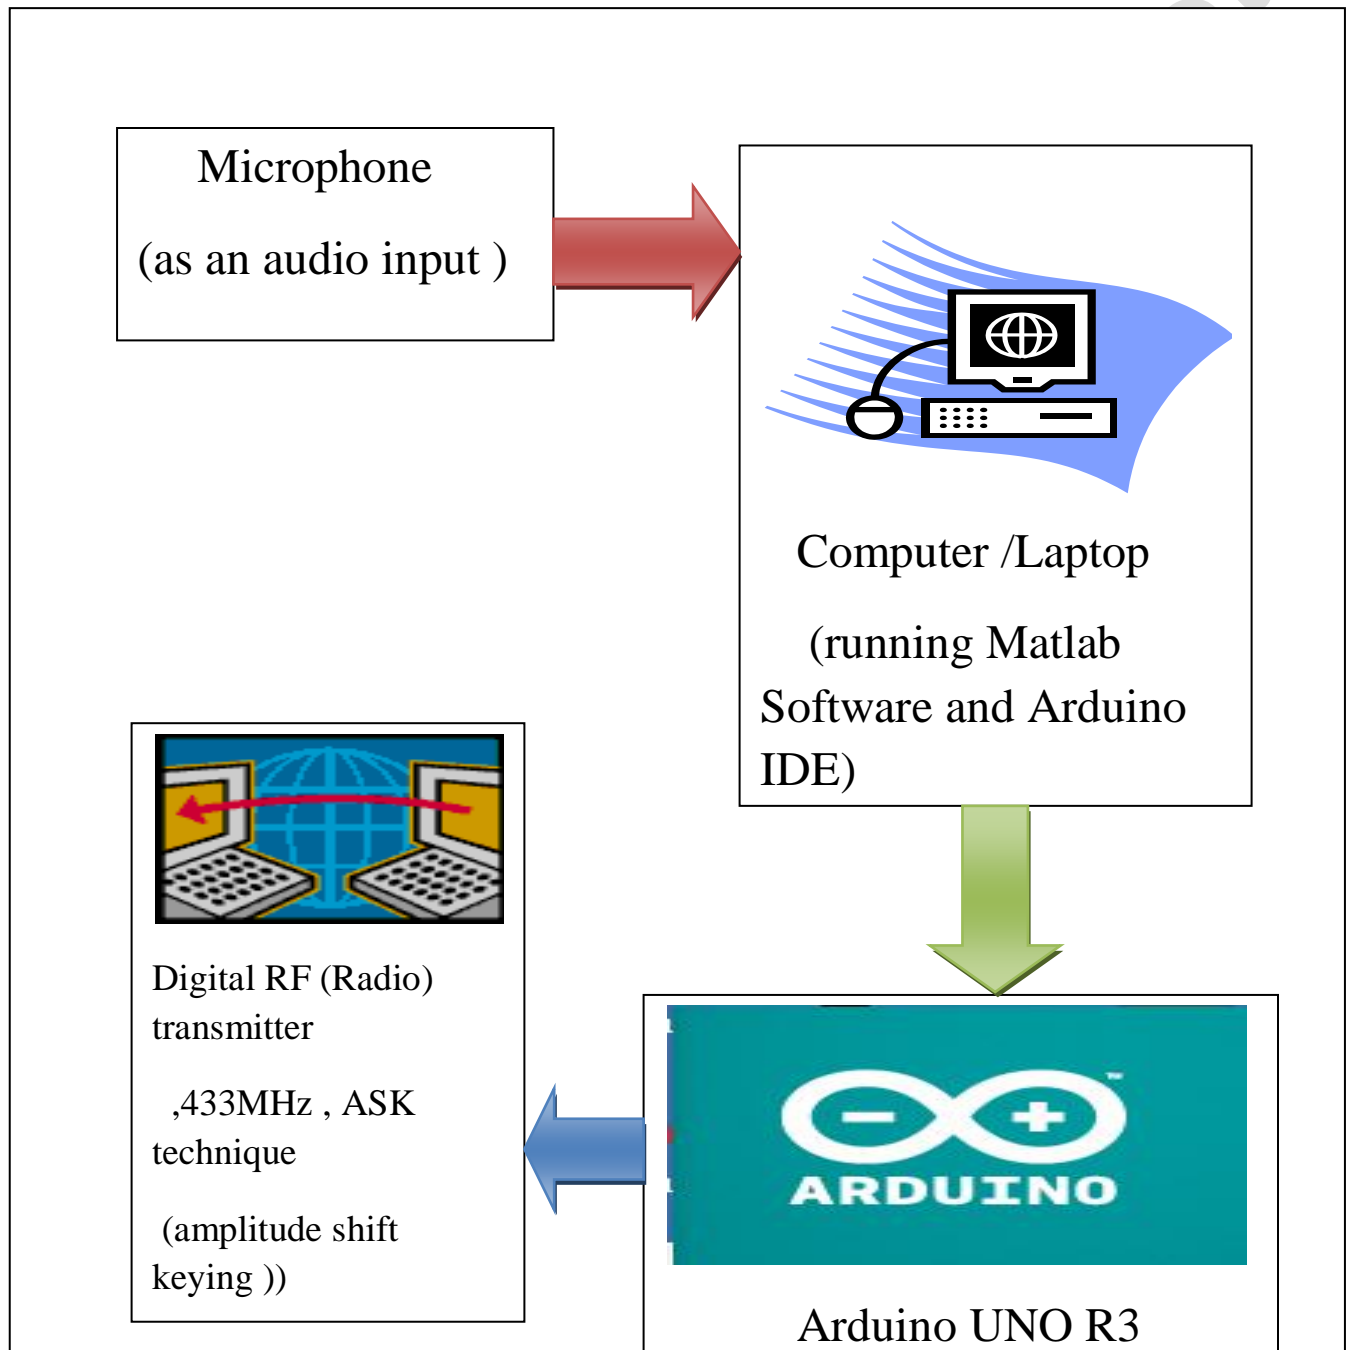 Microphone
(as an audio input )
Computer /Laptop
(running Matlab
Software and Arduino
IDE)
ARDUINO
™
Arduino UNO R3
Digital RF (Radio)
transmitter
,433MHz , ASK
technique
(amplitude shift
keying ))